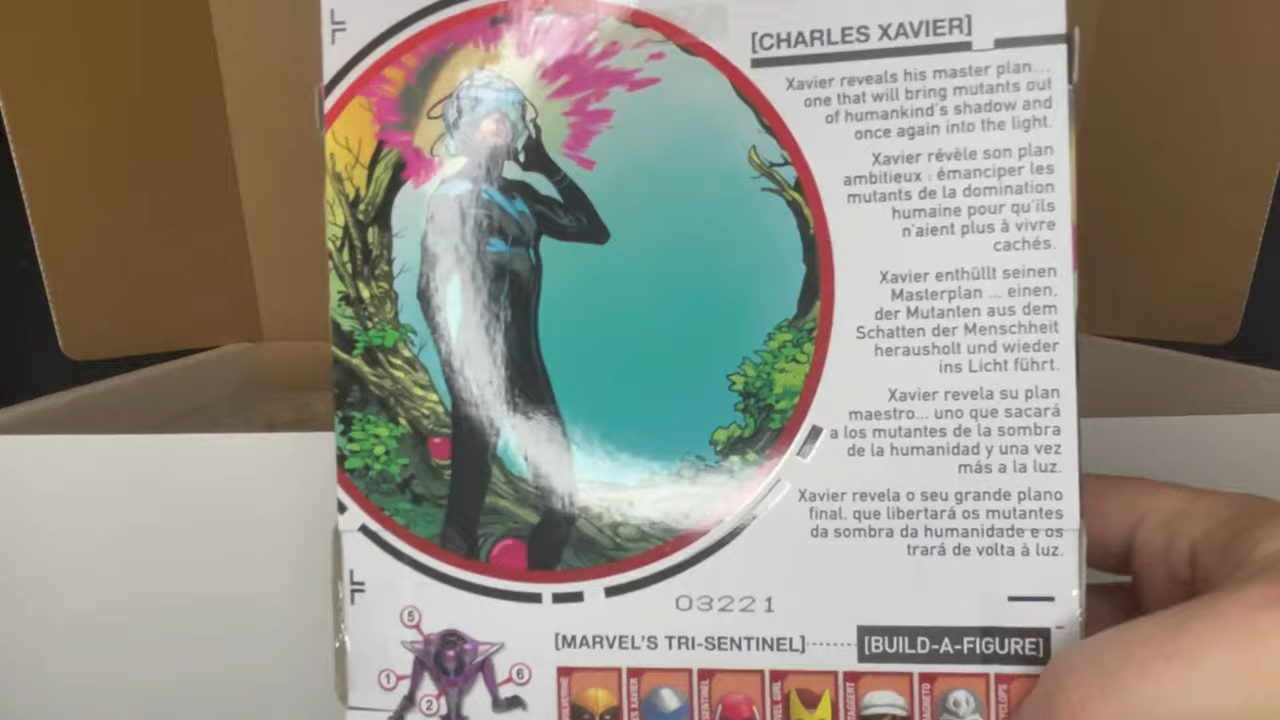 [CHARLES XAVIER]
Xavier reveals his master plan...
one that will bring mutants out
of humankind's shadow and
once again into the light.
Xavier révèle son plan
ambitieux : émanciper les
mutants de la domination
humaine pour qu'ils
n'aient plus à vivre
cachés.
Xavier enthüllt seinen
Masterplan ... einen,
der Mutanten aus dem
Schatten der Menschheit
herausholt und wieder
ins Licht führt.
Xavier revela su plan
maestro... uno que sacará
a los mutantes de la sombra
de la humanidad y una vez
más a la luz.
Xavier revela o seu grande plano
final, que libertará os mutantes
da sombra da humanidade e os
trará de volta à luz.
03221
[MARVEL'S TRI-SENTINEL] [BUILD-A-FIGURE]
5
1
6
2
XAVIER
SENTINEL
GIRL